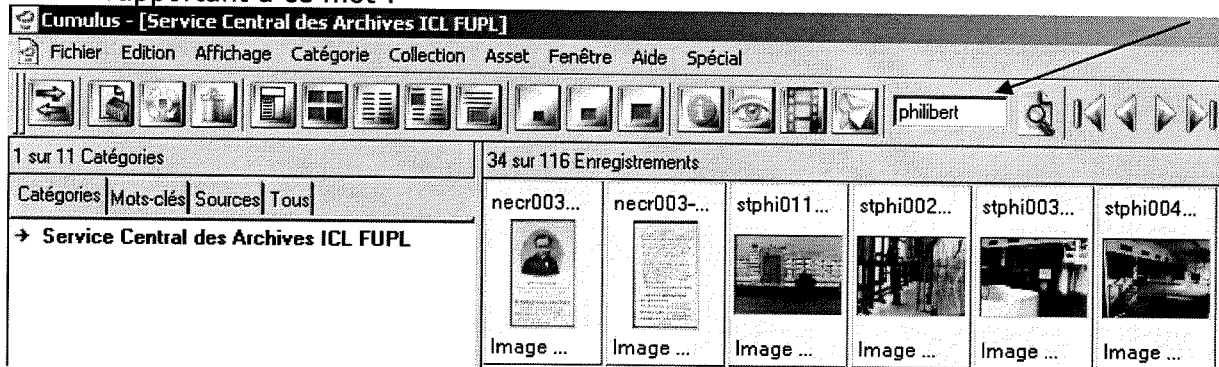 Cumulus - [Service Central des Archives ICL FUPL]
Fichier Edition Affichage Catégorie Collection Asset Fenêtre Aide Spécial
philibert
1 sur 11 Catégories
34 sur 116 Enregistrements
Catégories Mots-clés Sources Tous
→ Service Central des Archives ICL FUPL
necr003... necr003-... stphi011... stphi002... stphi003... stphi004...
Image ... Image ... Image ... Image ... Image ... Image ...